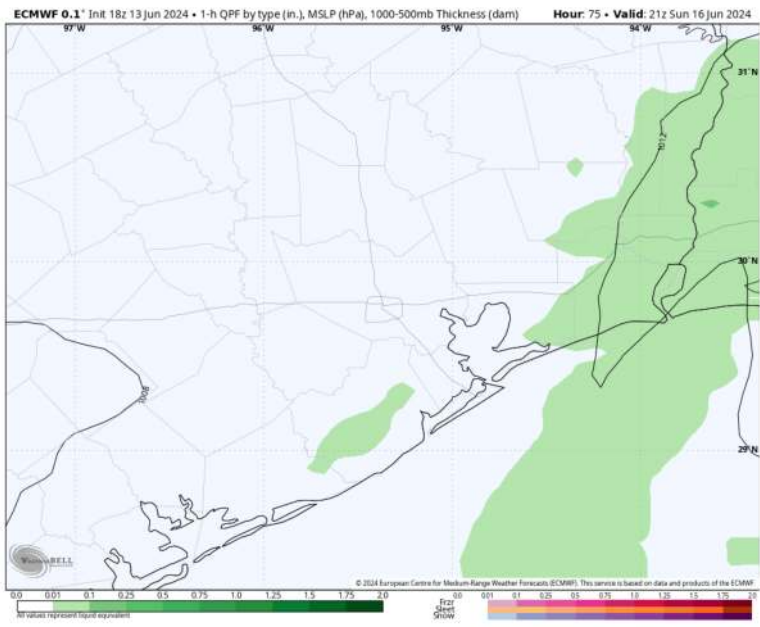 ECMWF 0.1° Init 18z 13 Jun 2024 • 1-h QPF by type (in.), MSLP (hPa), 1000-500mb Thickness (dam) Hour: 75 • Valid: 21z Sun 16 Jun 2024
97°W 96°W 95°W 94°W
31°N
1012
30°N
1008
29°N
WeatherBELL
© 2024 European Centre for Medium-Range Weather Forecasts (ECMWF). This service is based on data and products of the ECMWF
0.0 0.01 0.1 0.25 0.5 1.0 1.25 1.5 1.75 2.00 0.0 0.01 0.1 0.25 0.5 0.75 1.0 1.25 1.5 1.75 2.0
All values represent liquid equivalent
Frzr
Sleet
Snow